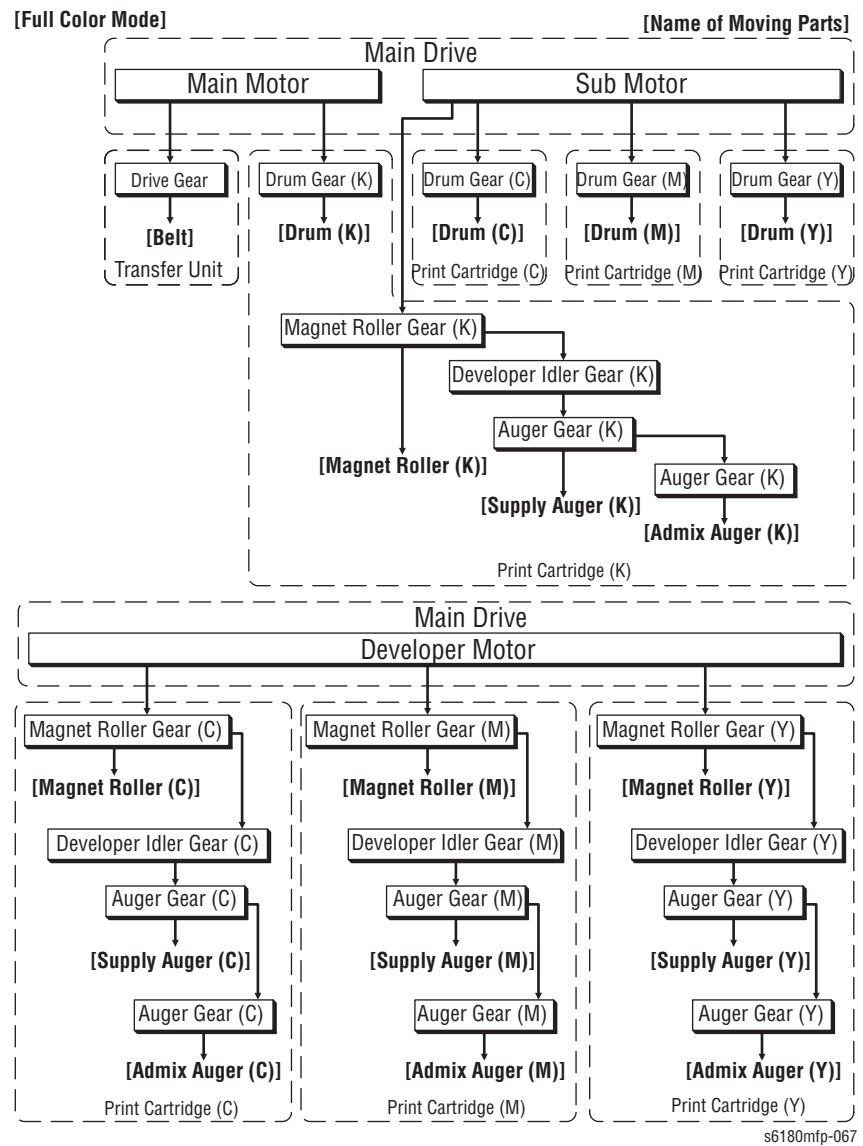 [Full Color Mode]
[Name of Moving Parts]
Main Drive
Main Motor
Sub Motor
Drive Gear
Drum Gear (K)
Drum Gear (C)
Drum Gear (M)
Drum Gear (Y)
[Belt]
[Drum (K)]
[Drum (C)]
[Drum (M)]
[Drum (Y)]
Transfer Unit
Print Cartridge (C)
Print Cartridge (M)
Print Cartridge (Y)
Magnet Roller Gear (K)
Developer Idler Gear (K)
Auger Gear (K)
[Magnet Roller (K)]
Auger Gear (K)
[Supply Auger (K)]
[Admix Auger (K)]
Print Cartridge (K)
Main Drive
Developer Motor
Magnet Roller Gear (C)
Magnet Roller Gear (M)
Magnet Roller Gear (Y)
[Magnet Roller (C)]
[Magnet Roller (M)]
[Magnet Roller (Y)]
Developer Idler Gear (C)
Developer Idler Gear (M)
Developer Idler Gear (Y)
Auger Gear (C)
Auger Gear (M)
Auger Gear (Y)
[Supply Auger (C)]
[Supply Auger (M)]
[Supply Auger (Y)]
Auger Gear (C)
Auger Gear (M)
Auger Gear (Y)
[Admix Auger (C)]
[Admix Auger (M)]
[Admix Auger (Y)]
Print Cartridge (C)
Print Cartridge (M)
Print Cartridge (Y)
s6180mfp-067